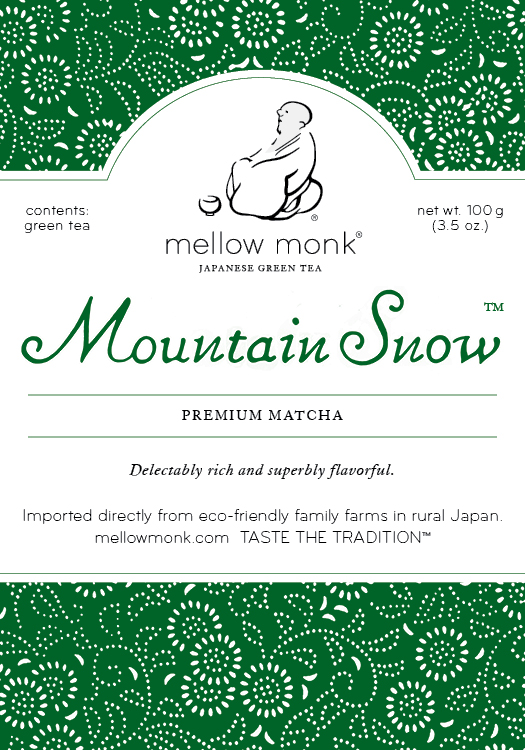 ®
contents:
green tea
net wt. 100 g
(3.5 oz.)
mellow monk®
JAPANESE GREEN TEA
Mountain Snow™
PREMIUM MATCHA
Delectably rich and superbly flavorful.
Imported directly from eco-friendly family farms in rural Japan.
mellowmonk.com TASTE THE TRADITION™